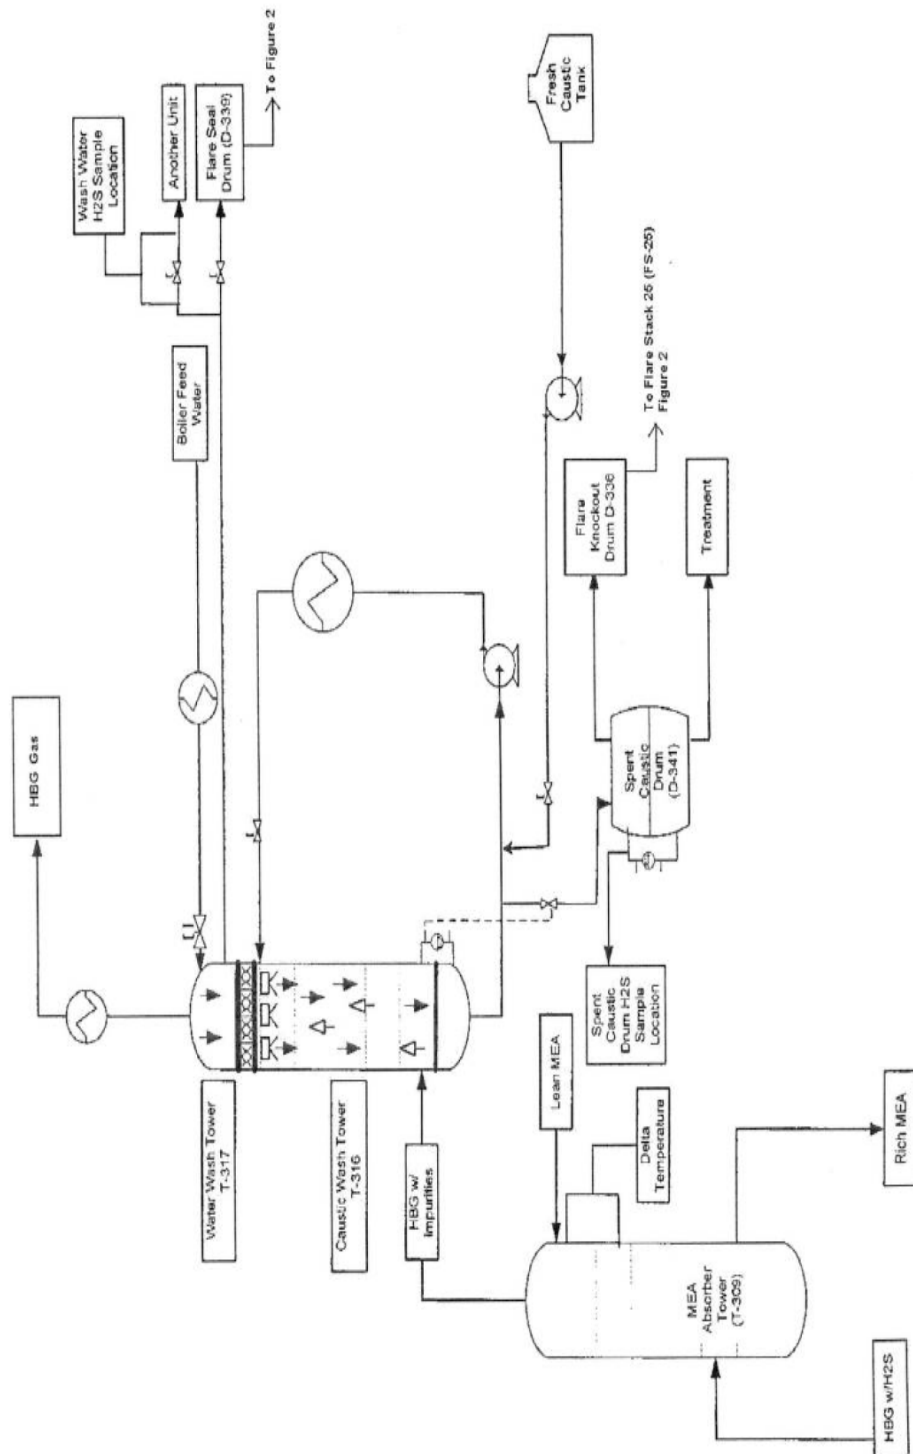 HBG Gas
Boiler Feed
Water
Wash Water
H2S Sample
Location
Another Unit
Flare Seal
Drum (D-339)
To Figure 2
Water Wash Tower
T-317
Caustic Wash Tower
T-316
HBG w/
Impurities
Fresh
Caustic
Tank
Flare
Knockout
Drum D-336
To Flare Stack 25 (FS-25)
Figure 2
Treatment
Spent
Caustic
Drum
(D-341)
Spent
Caustic
Drum H2S
Sample
Location
Lean MEA
Delta
Temperature
MEA
Absorber
Tower
(T-309)
Rich MEA
HBG w/H2S